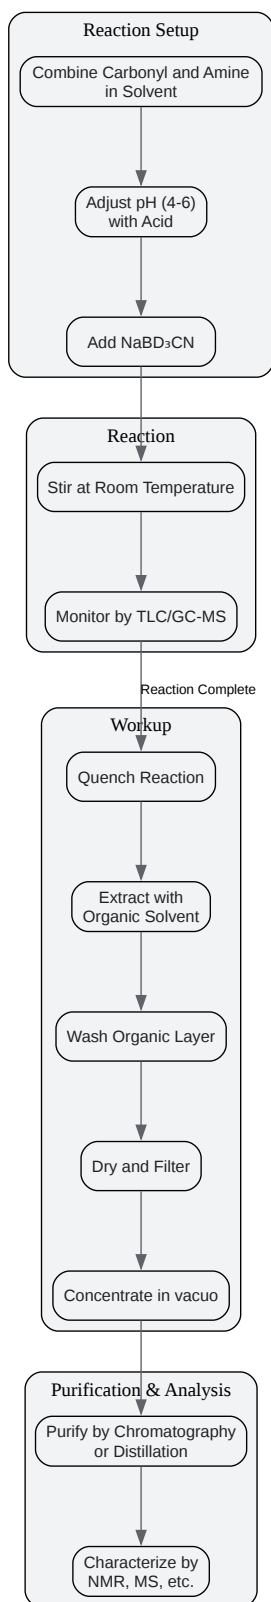 Reaction Setup
Combine Carbonyl and Amine
in Solvent
Adjust pH (4-6)
with Acid
Add NaBD₃CN
Reaction
Stir at Room Temperature
Monitor by TLC/GC-MS
Reaction Complete
Workup
Quench Reaction
Extract with
Organic Solvent
Wash Organic Layer
Dry and Filter
Concentrate in vacuo
Purification & Analysis
Purify by Chromatography
or Distillation
Characterize by
NMR, MS, etc.